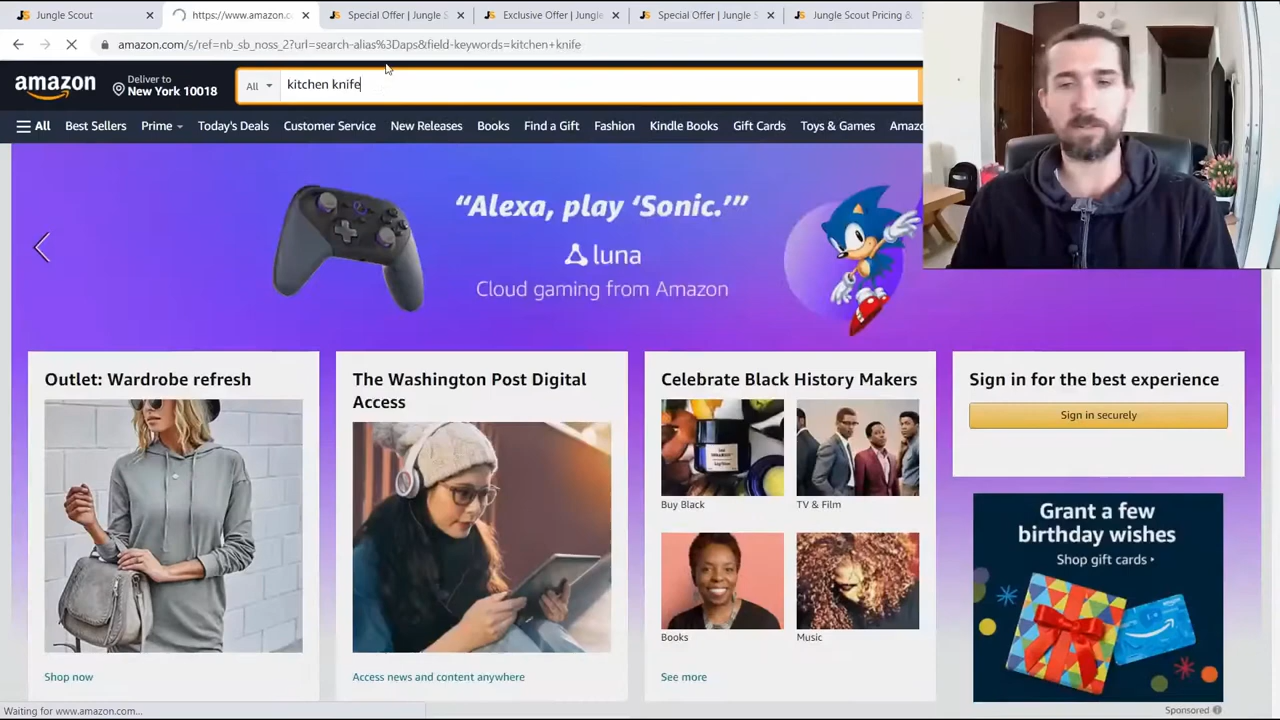 Jungle Scout
https://www.amazon.c
Special Offer | Jungle S
Exclusive Offer | Jungle
Special Offer | Jungle S
Jungle Scout Pricing &
amazon.com/s/ref=nb_sb_noss_2?url=search-alias%3Daps&field-keywords=kitchen+knife
amazon
Deliver to
New York 10018
All
kitchen knife
All
Best Sellers
Prime
Today's Deals
Customer Service
New Releases
Books
Find a Gift
Fashion
Kindle Books
Gift Cards
Toys & Games
Amazo
“Alexa, play ‘Sonic.’”
luna
Cloud gaming from Amazon
Outlet: Wardrobe refresh
Shop now
The Washington Post Digital
Access
Access news and content anywhere
Celebrate Black History Makers
Buy Black
TV & Film
Books
Music
See more
Sign in for the best experience
Sign in securely
Grant a few
birthday wishes
Shop gift cards
Sponsored
Waiting for www.amazon.com...